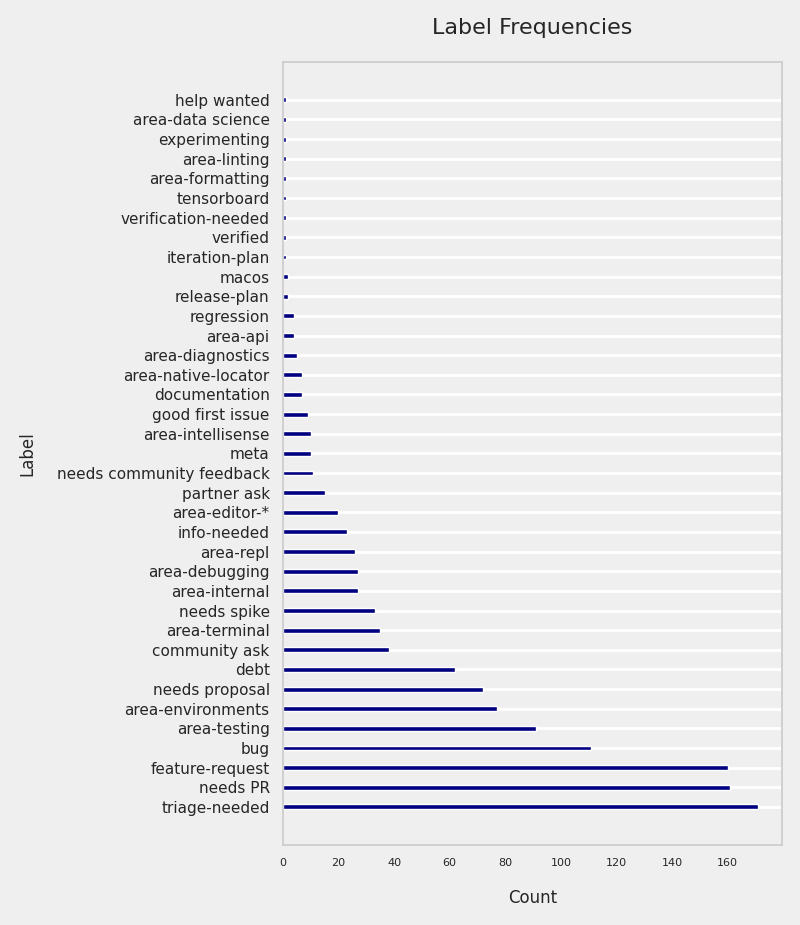 Label Frequencies
help wanted
area-data science
experimenting
area-linting
area-formatting
tensorboard
verification-needed
verified
iteration-plan
macos
release-plan
regression
area-api
area-diagnostics
area-native-locator
documentation
good first issue
area-intellisense
meta
needs community feedback
partner ask
area-editor-*
info-needed
area-repl
area-debugging
area-internal
needs spike
area-terminal
community ask
debt
needs proposal
area-environments
area-testing
bug
feature-request
needs PR
triage-needed
Label
0 20 40 60 80 100 120 140 160
Count